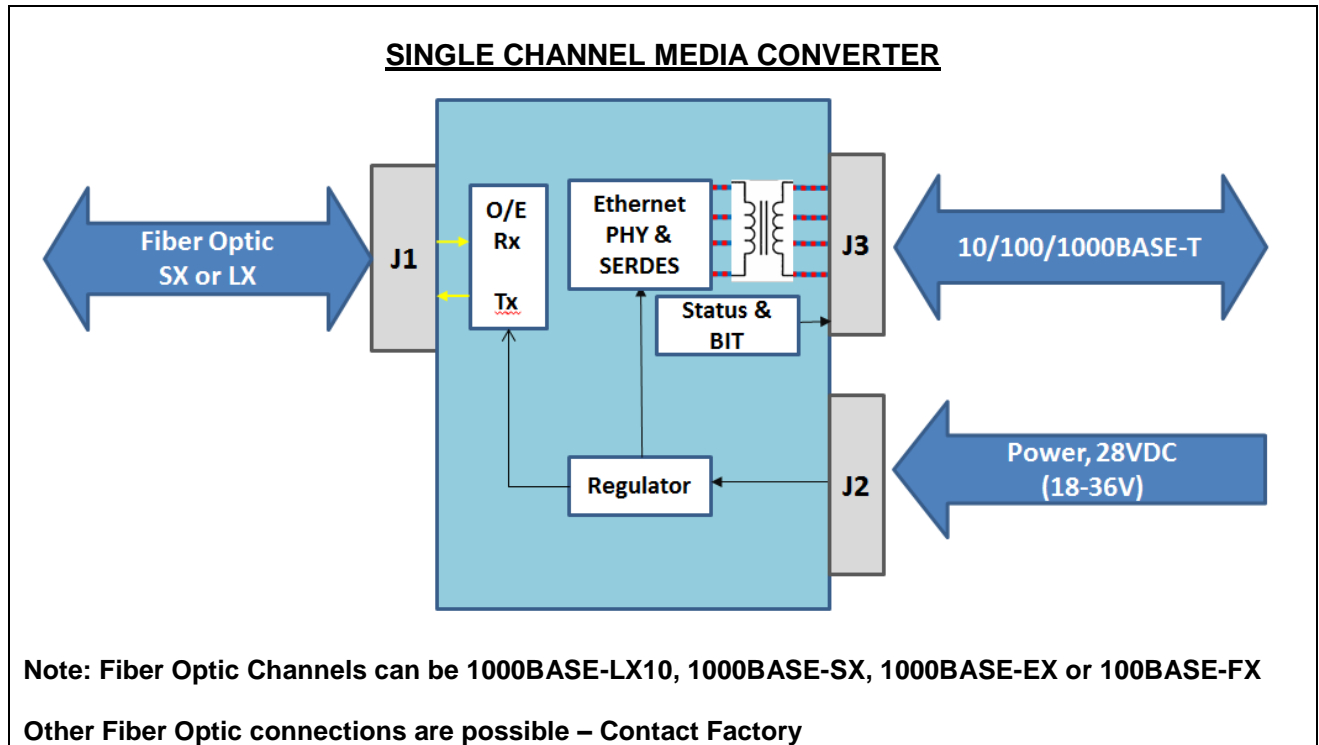 SINGLE CHANNEL MEDIA CONVERTER
Fiber Optic
SX or LX
J1
O/E
Rx
Tx
Ethernet
PHY &
SERDES
Status &
BIT
J3
10/100/1000BASE-T
Regulator
J2
Power, 28VDC
(18-36V)
Note: Fiber Optic Channels can be 1000BASE-LX10, 1000BASE-SX, 1000BASE-EX or 100BASE-FX
Other Fiber Optic connections are possible – Contact Factory